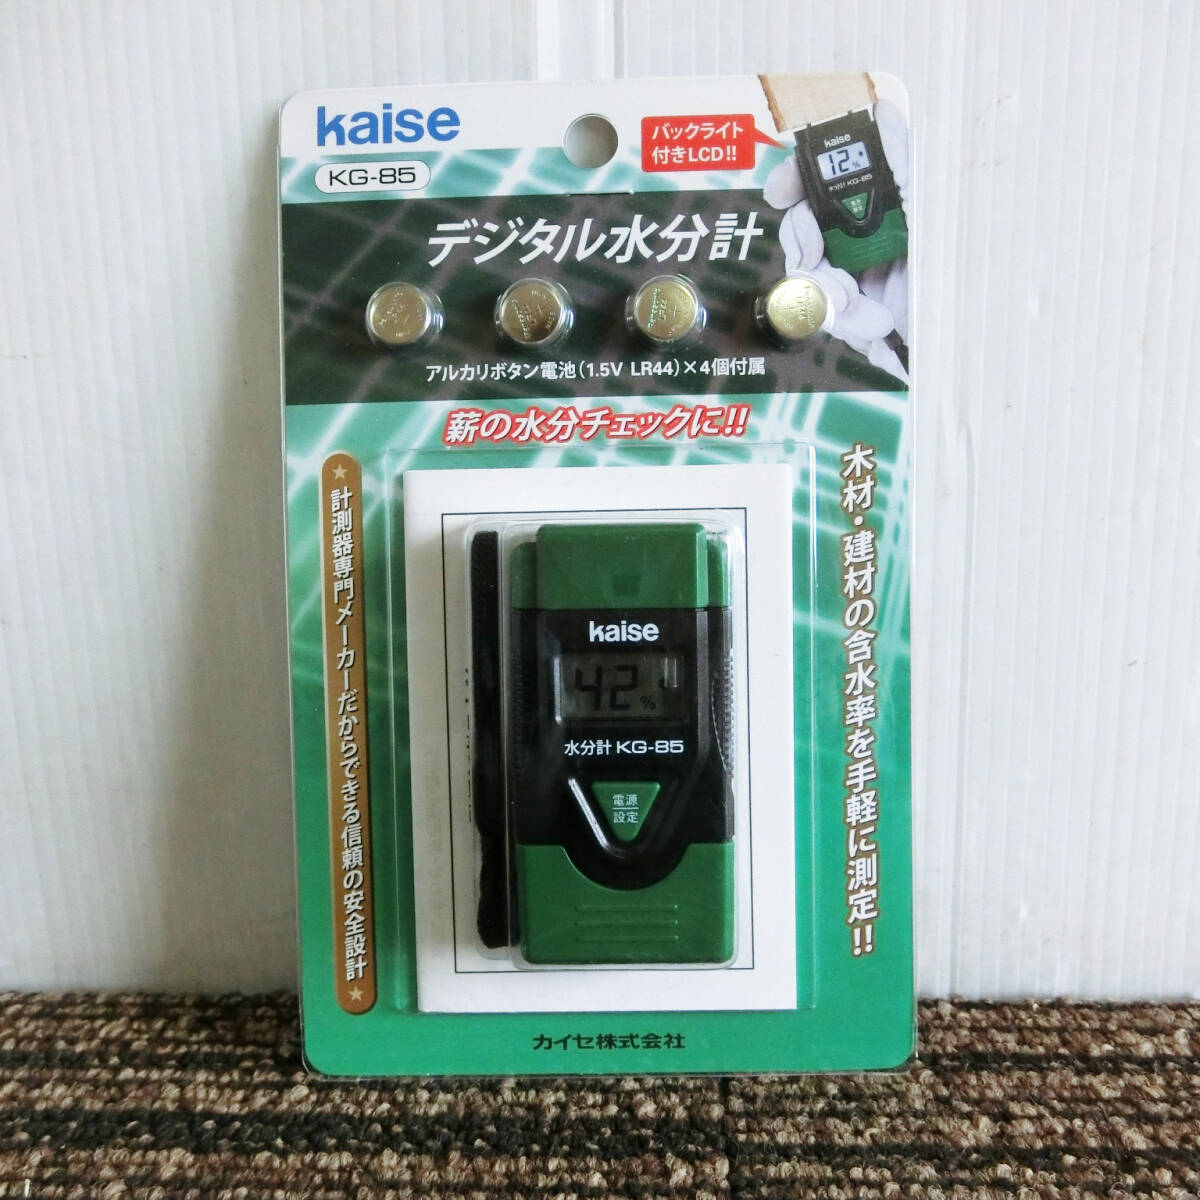 kaise
KG-85
バックライト
付きLCD!!
kaise
12%
水分計 KG-85
デジタル水分計
アルカリボタン電池(1.5V LR44)×4個付属
薪の水分チェックに!!
★計測器専門メーカーだからできる信頼の安全設計★
木材・建材の含水率を手軽に測定!!
kaise
42%
水分計 KG-85
電源
設定
カイセ株式会社